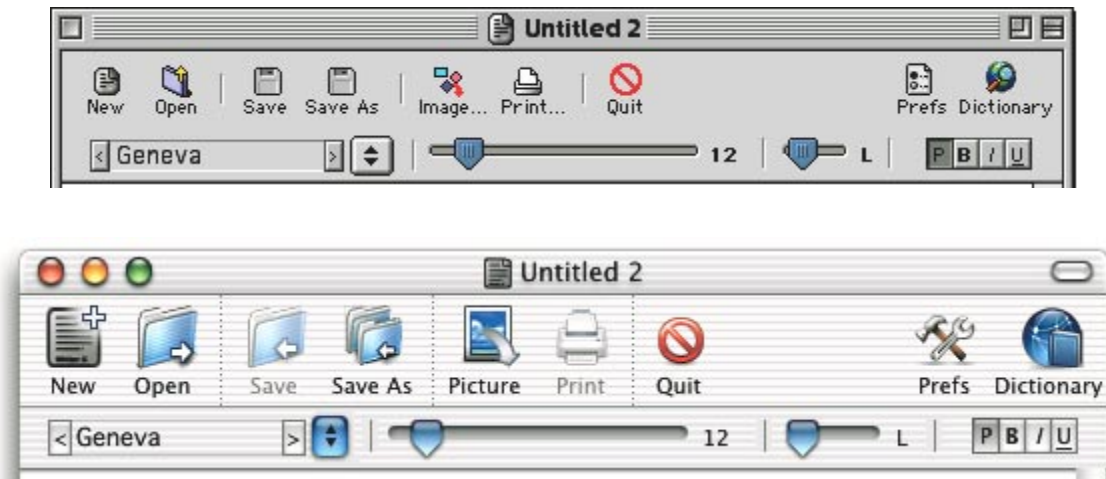 Untitled 2
New Open Save Save As Image... Print... Quit Prefs Dictionary
< Geneva > 12 L P B I U
Untitled 2
New Open Save Save As Picture Print Quit Prefs Dictionary
< Geneva > 12 L P B I U